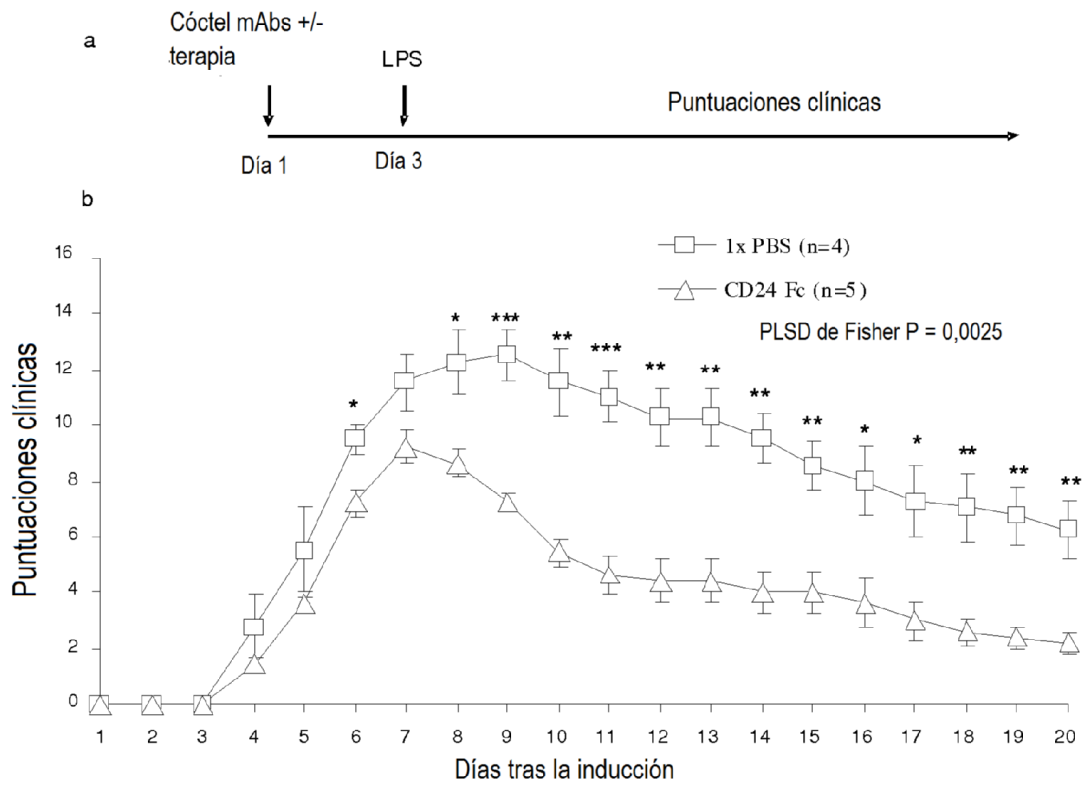 a
Cóctel mAbs +/-
terapia
LPS
Puntuaciones clínicas
Día 1
Día 3
b
1x PBS (n=4)
CD24 Fc (n=5)
PLSD de Fisher P = 0,0025
Puntuaciones clínicas
16
14
12
10
8
6
4
2
0
* * *** ** *** ** ** ** ** * * ** ** **
1 2 3 4 5 6 7 8 9 10 11 12 13 14 15 16 17 18 19 20
Días tras la inducción